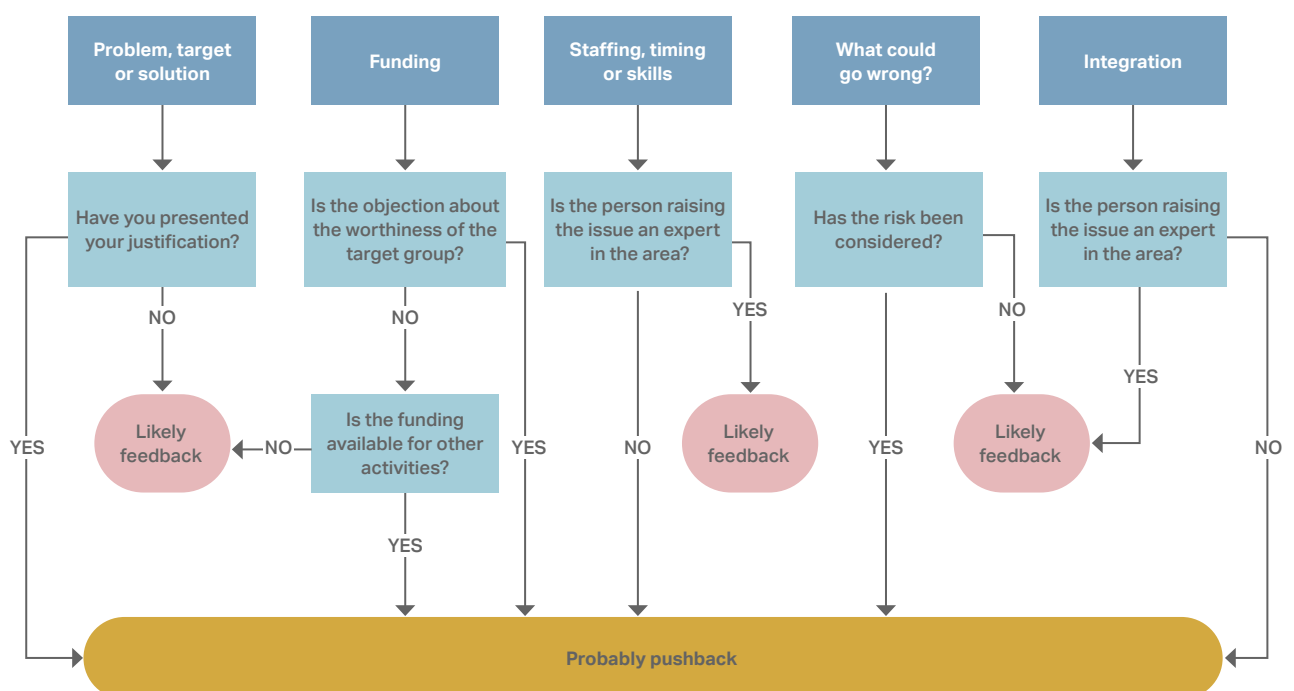 Problem, target
or solution
Funding
Staffing, timing
or skills
What could
go wrong?
Integration
Have you presented
your justification?
Is the objection about
the worthiness of the
target group?
Is the person raising
the issue an expert
in the area?
Has the risk been
considered?
Is the person raising
the issue an expert
in the area?
NO
NO
YES
NO
YES
Likely
feedback
Is the funding
available for other
activities?
Likely
feedback
Likely
feedback
YES
NO
YES
NO
YES
NO
YES
Probably pushback